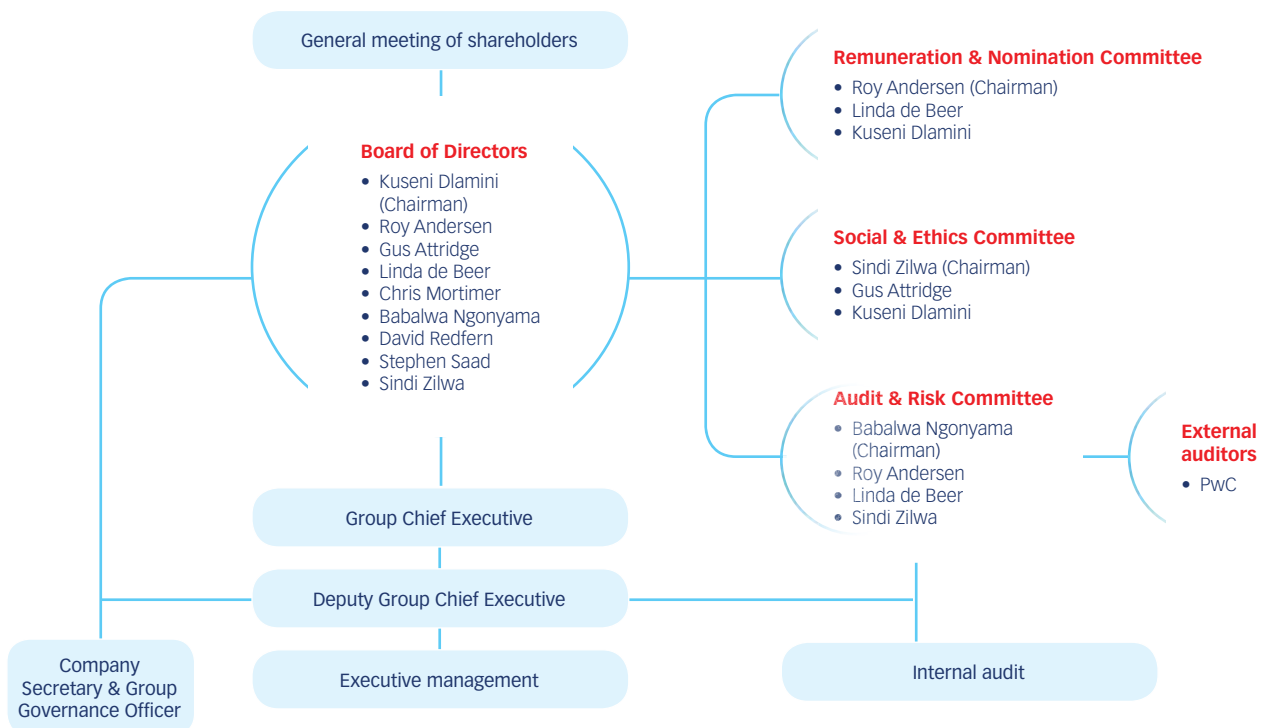 General meeting of shareholders
Board of Directors
• Kuseni Dlamini
(Chairman)
• Roy Andersen
• Gus Attridge
• Linda de Beer
• Chris Mortimer
• Babalwa Ngonyama
• David Redfern
• Stephen Saad
• Sindi Zilwa
Remuneration & Nomination Committee
• Roy Andersen (Chairman)
• Linda de Beer
• Kuseni Dlamini
Social & Ethics Committee
• Sindi Zilwa (Chairman)
• Gus Attridge
• Kuseni Dlamini
Audit & Risk Committee
• Babalwa Ngonyama
(Chairman)
• Roy Andersen
• Linda de Beer
• Sindi Zilwa
External
auditors
• PwC
Group Chief Executive
Deputy Group Chief Executive
Executive management
Company
Secretary & Group
Governance Officer
Internal audit